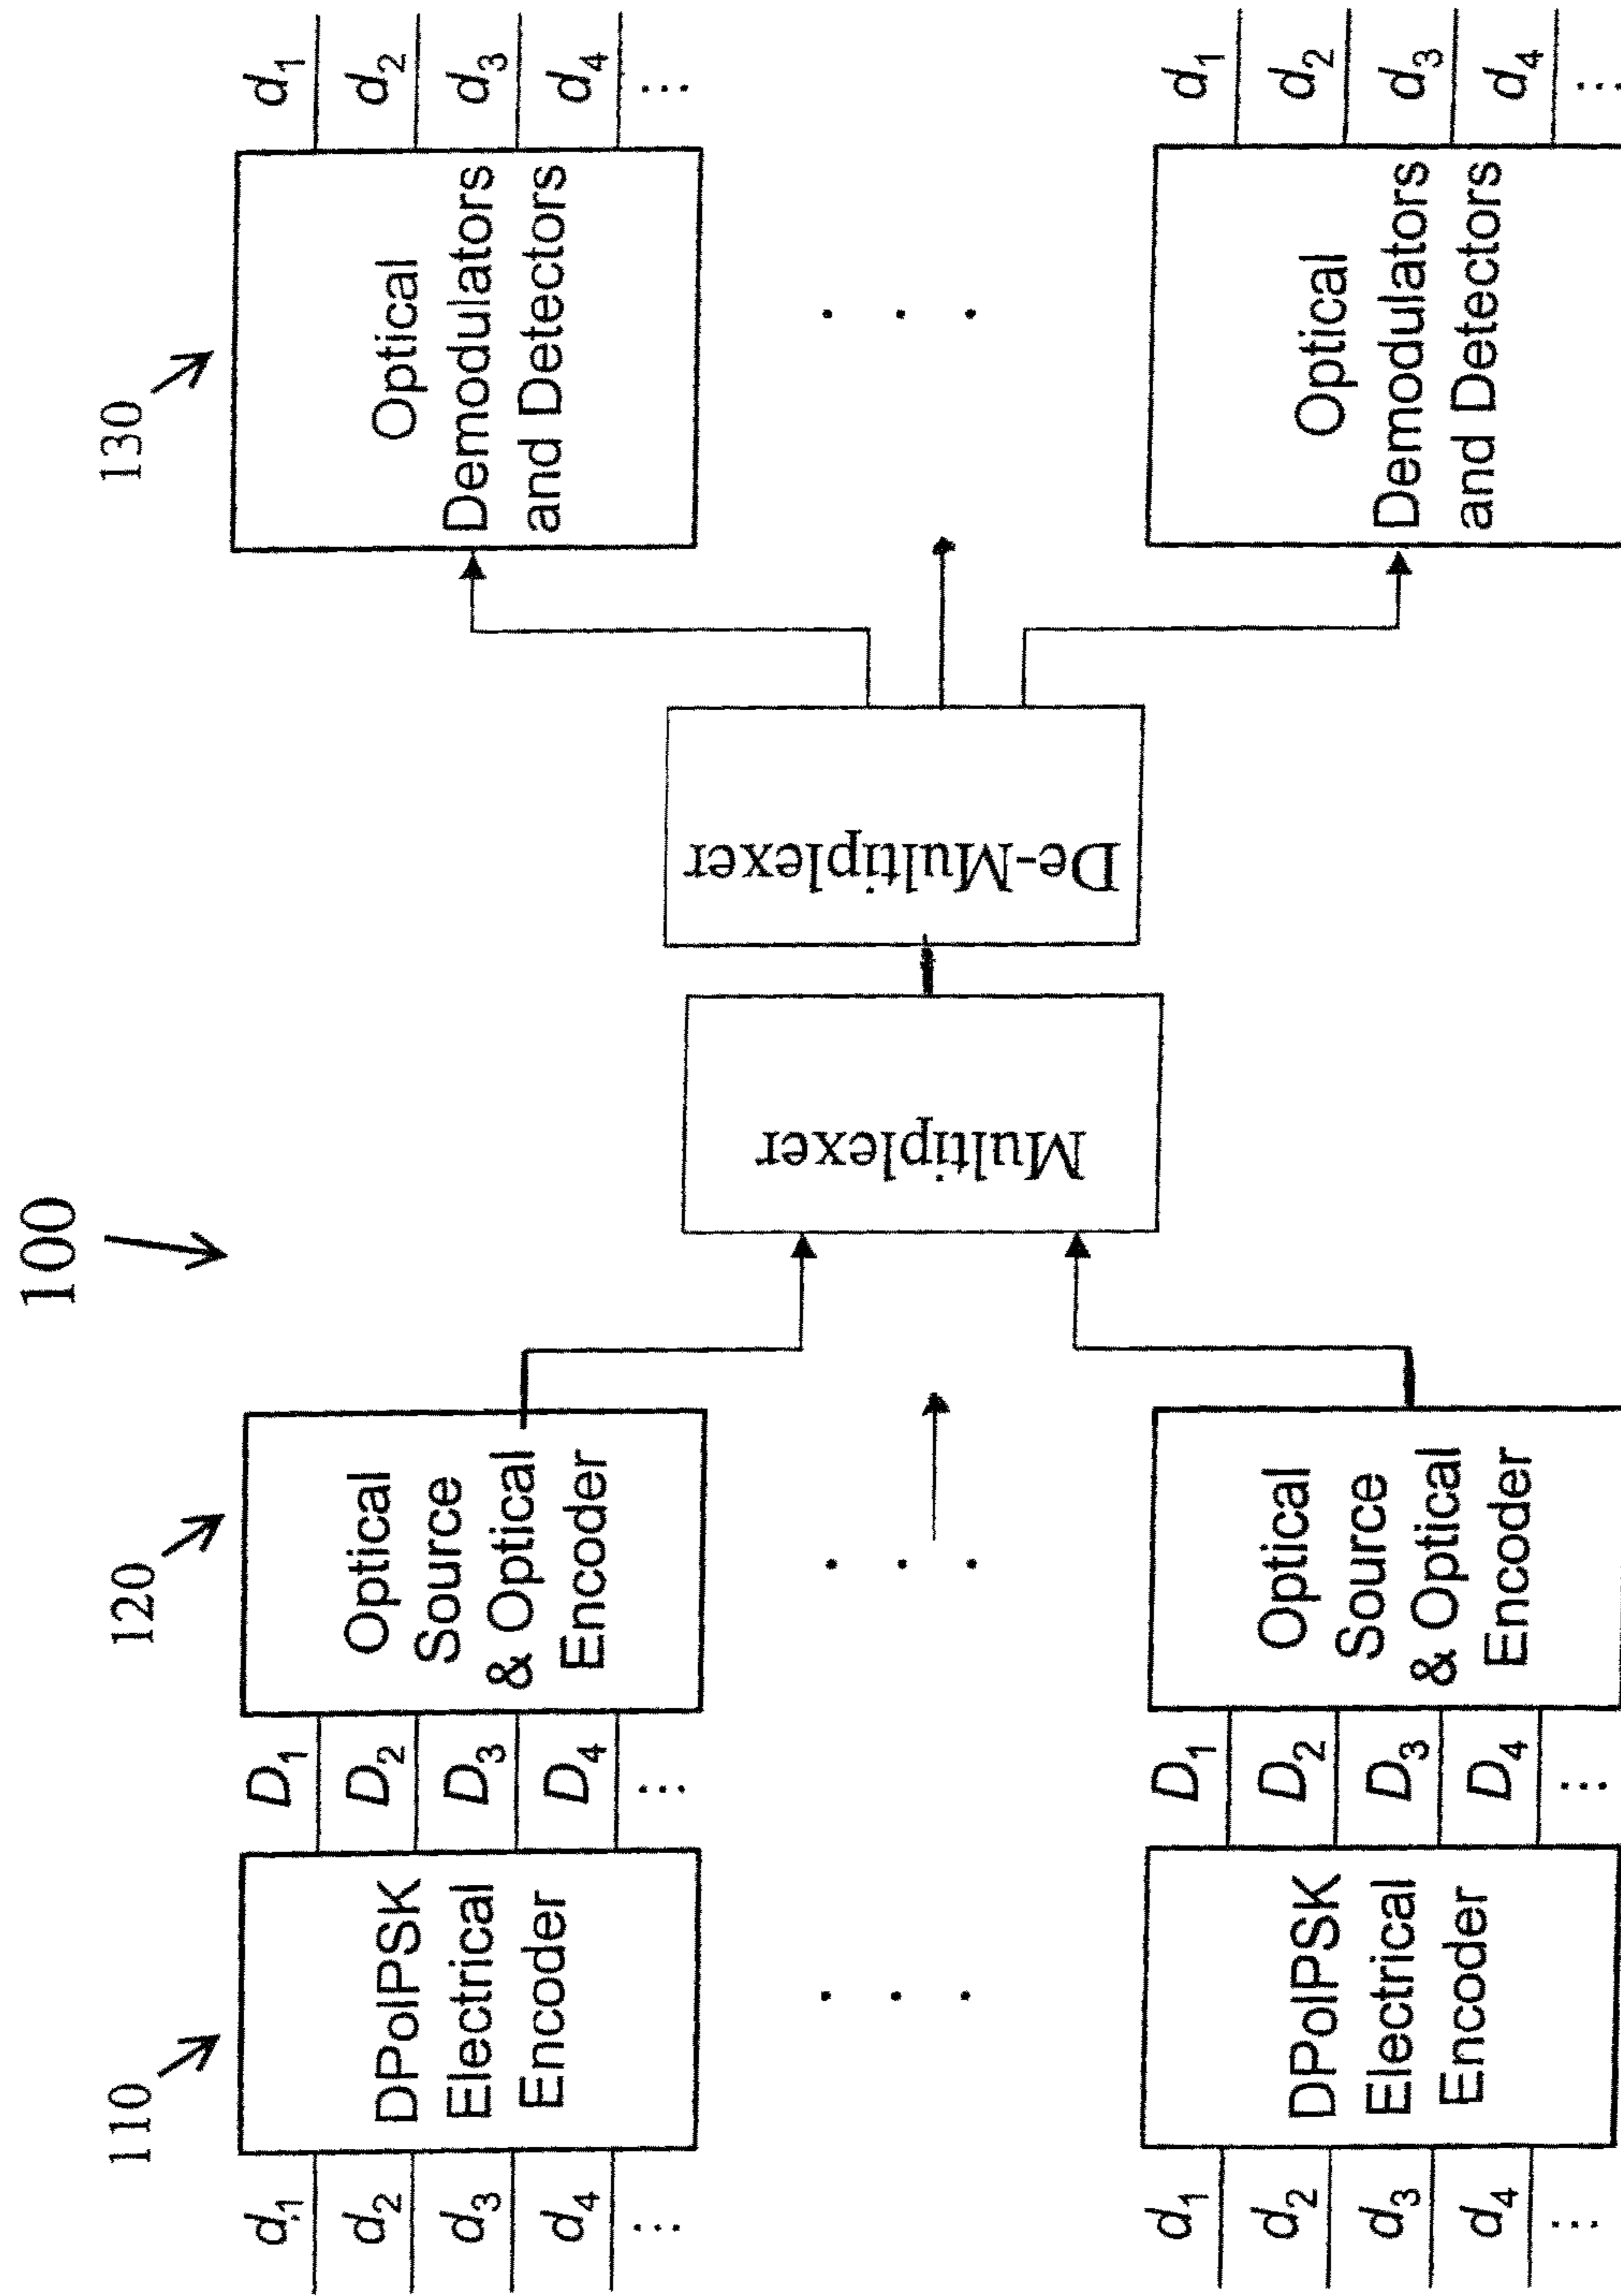 100
110
120
130
d1
d2
d3
d4
...
DPolPSK
Electrical
Encoder
D1
D2
D3
D4
...
Optical
Source
& Optical
Encoder
Multiplexer
De-Multiplexer
Optical
Demodulators
and Detectors
d1
d2
d3
d4
...
d1
d2
d3
d4
...
DPolPSK
Electrical
Encoder
D1
D2
D3
D4
...
Optical
Source
& Optical
Encoder
Optical
Demodulators
and Detectors
d1
d2
d3
d4
...